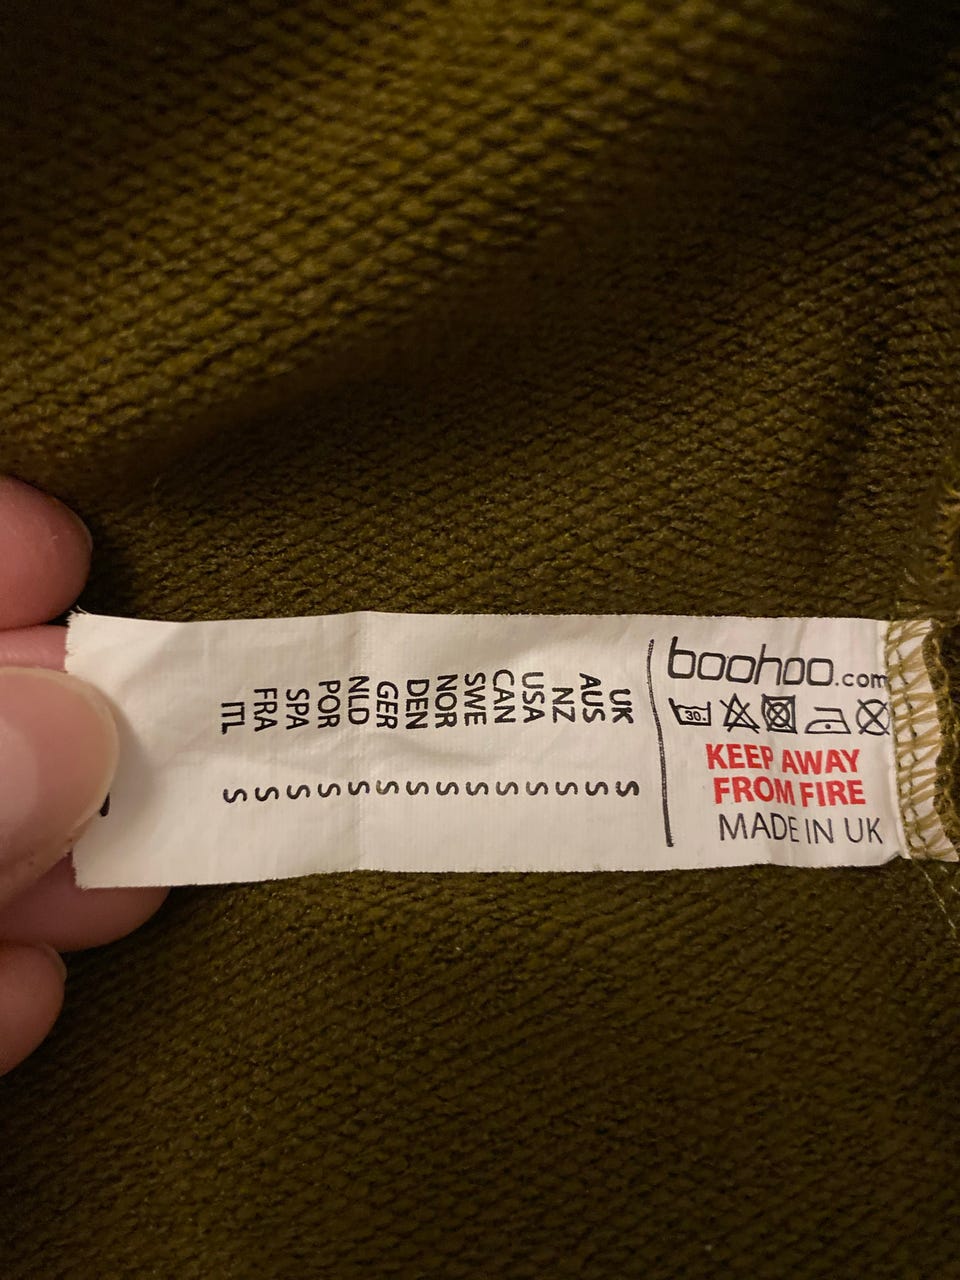 boohoo.com
30°
KEEP AWAY
FROM FIRE
MADE IN UK
UK S
AUS S
NZ S
USA S
CAN S
SWE S
NOR S
DEN S
GER S
NLD S
POR S
SPA S
FRA S
ITL S